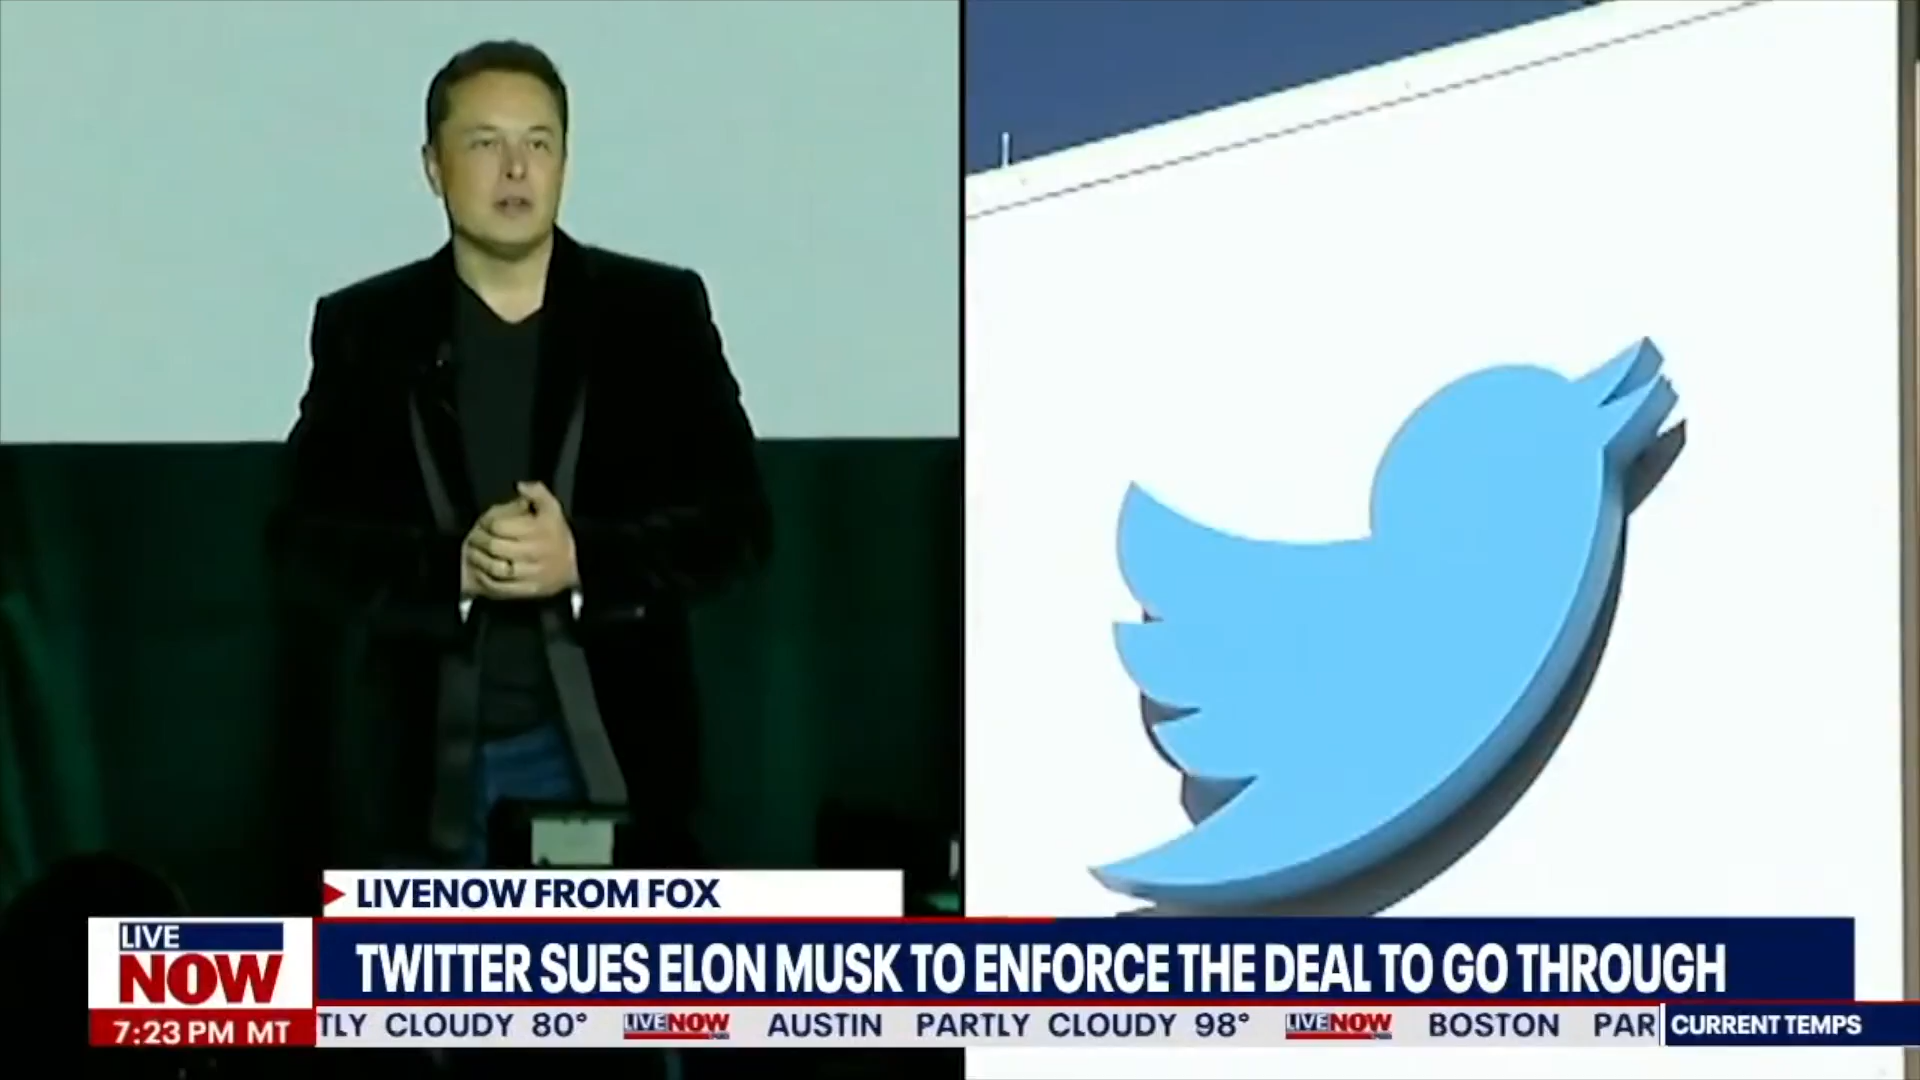 LIVENOW FROM FOX
LIVE
NOW
TWITTER SUES ELON MUSK TO ENFORCE THE DEAL TO GO THROUGH
7:23 PM MT
TLY CLOUDY 80° LIVENOW AUSTIN PARTLY CLOUDY 98° LIVENOW BOSTON PAR
CURRENT TEMPS